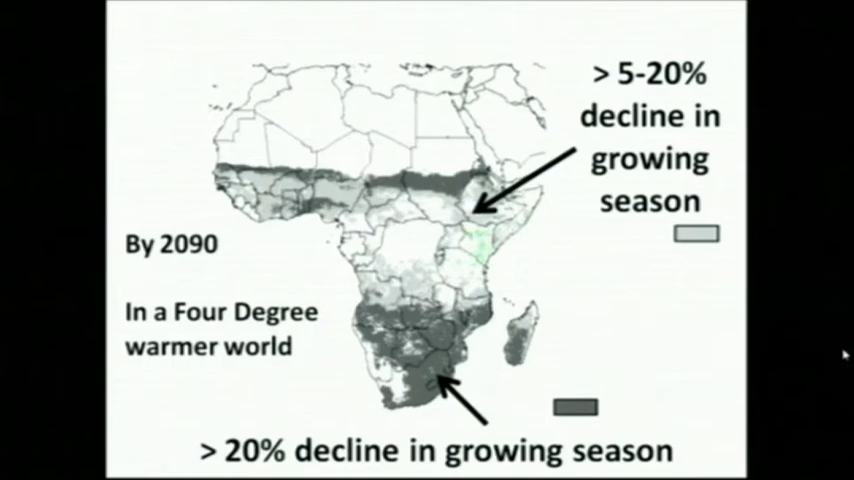 > 5-20%
decline in
growing
season
By 2090
In a Four Degree
warmer world
> 20% decline in growing season